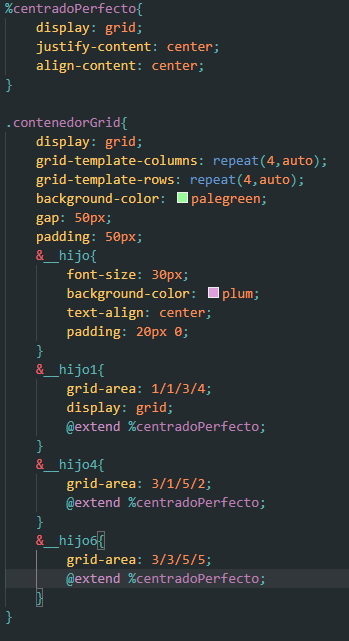 %centradoPerfecto{
    display: grid;
    justify-content: center;
    align-content: center;
}
.contenedorGrid{
    display: grid;
    grid-template-columns: repeat(4,auto);
    grid-template-rows: repeat(4,auto);
    background-color: palegreen;
    gap: 50px;
    padding: 50px;
    &__hijo{
        font-size: 30px;
        background-color: plum;
        text-align: center;
        padding: 20px 0;
    }
    &__hijo1{
        grid-area: 1/1/3/4;
        display: grid;
        @extend %centradoPerfecto;
    }
    &__hijo4{
        grid-area: 3/1/5/2;
        @extend %centradoPerfecto;
    }
    &__hijo6{
        grid-area: 3/3/5/5;
        @extend %centradoPerfecto;
    }
}